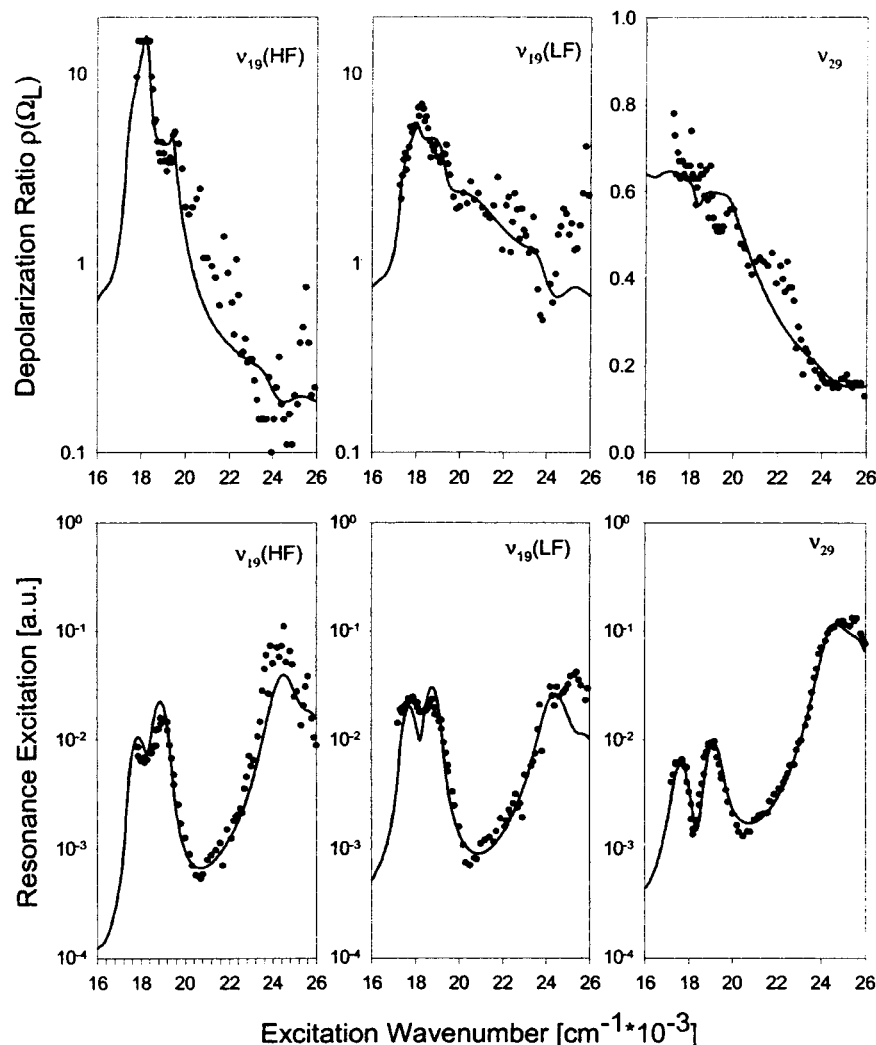 Depolarization Ratio ρ(Ω_L)
ν₁₉(HF)
10
1
0.1
16 18 20 22 24 26
ν₁₉(LF)
10
1
0.1
16 18 20 22 24 26
ν₂₉
1.0
0.8
0.6
0.4
0.2
0.0
16 18 20 22 24 26
Resonance Excitation [a.u.]
ν₁₉(HF)
10⁰
10⁻¹
10⁻²
10⁻³
10⁻⁴
16 18 20 22 24 26
ν₁₉(LF)
10⁰
10⁻¹
10⁻²
10⁻³
10⁻⁴
16 18 20 22 24 26
ν₂₉
10⁰
10⁻¹
10⁻²
10⁻³
10⁻⁴
16 18 20 22 24 26
Excitation Wavenumber [cm⁻¹*10⁻³]